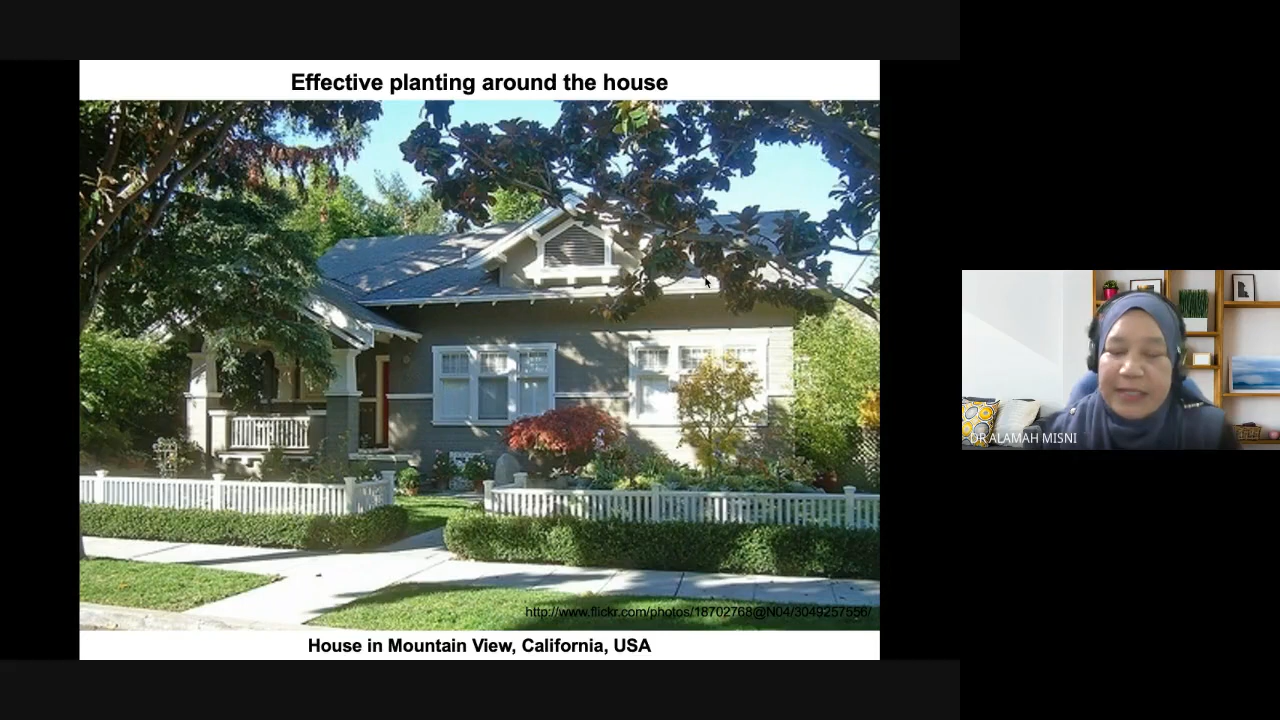 Effective planting around the house
http://www.flickr.com/photos/18702768@N04/3049257556/
House in Mountain View, California, USA
DR ALAMAH MISNI